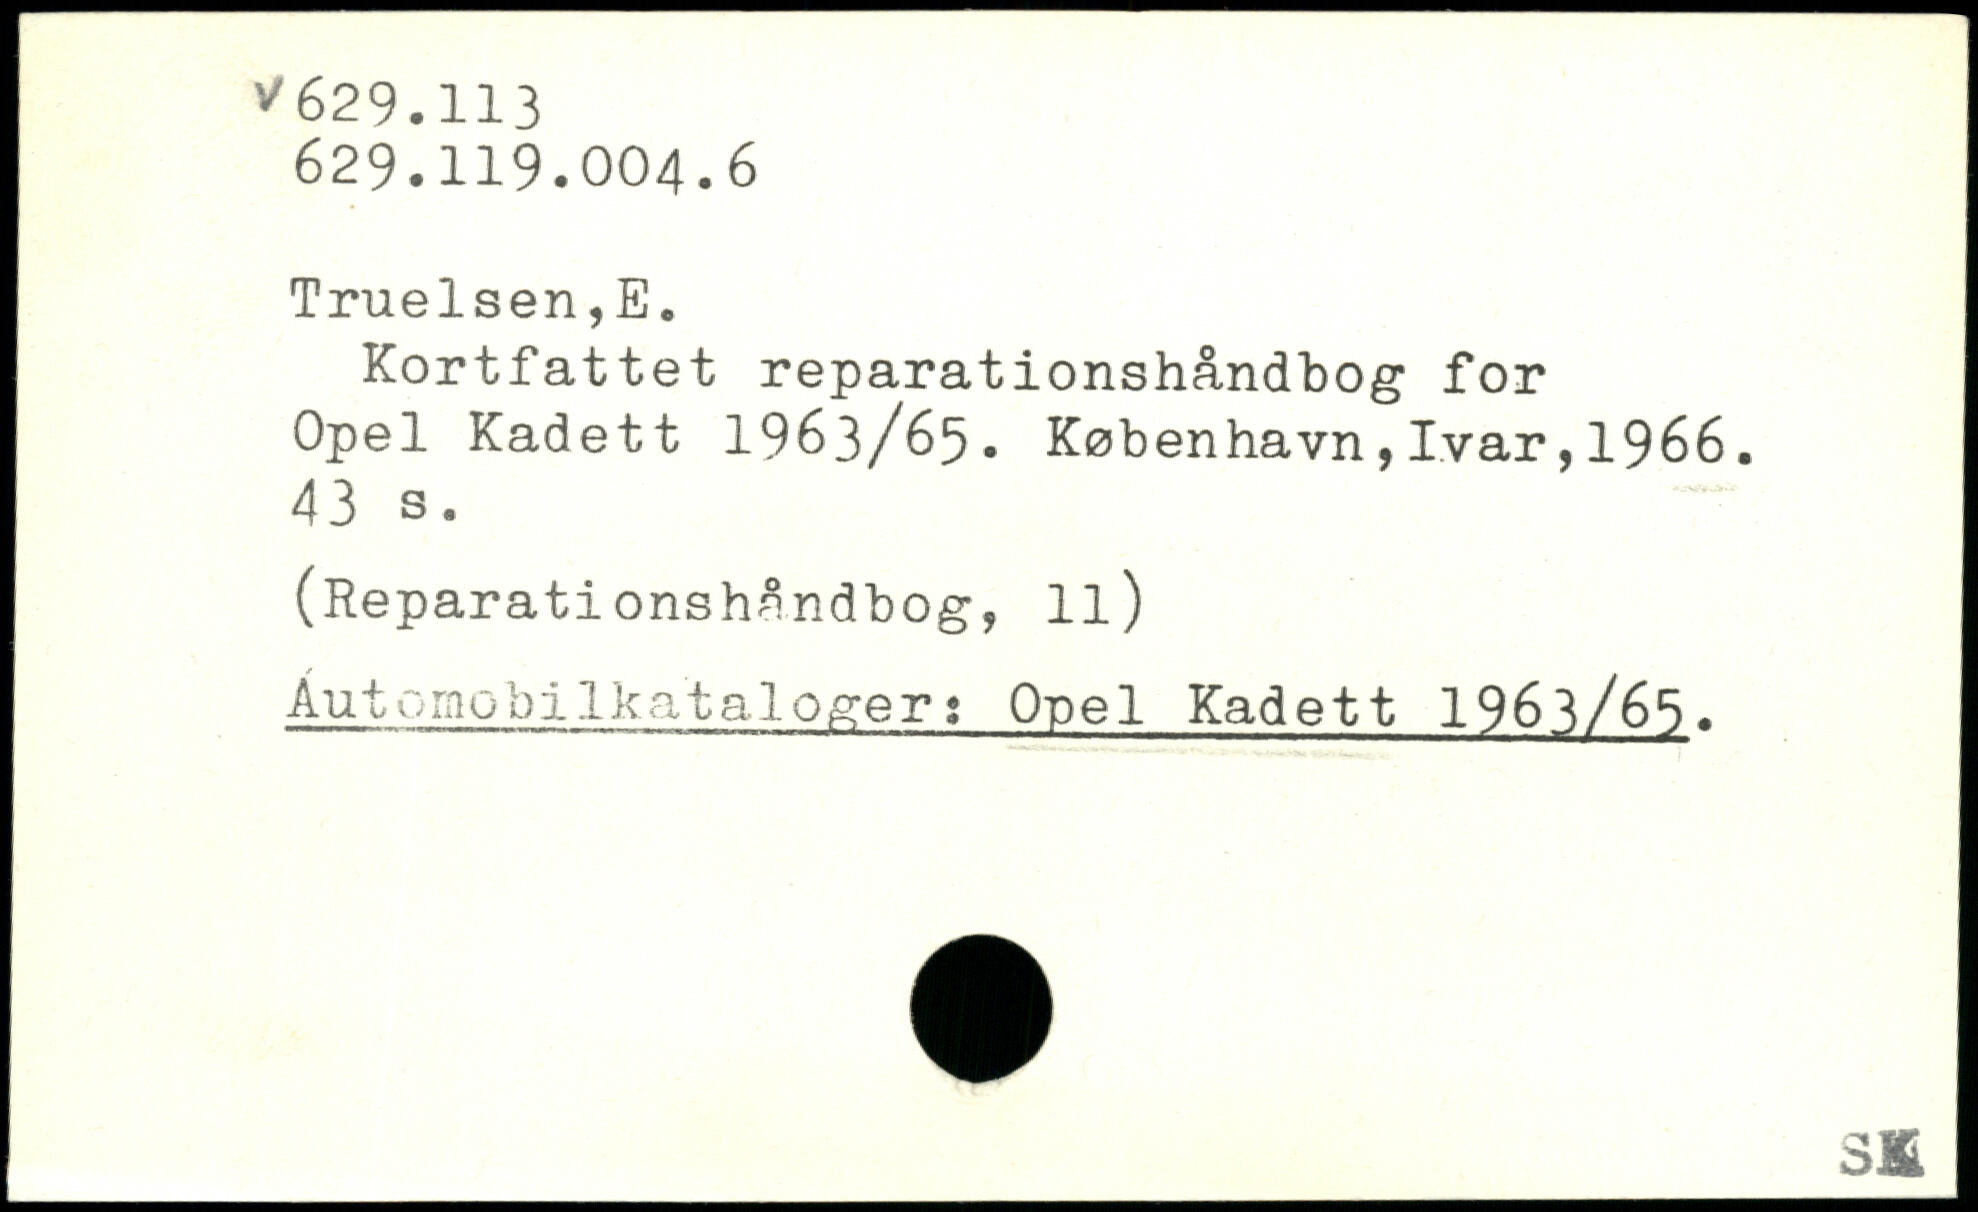 v 629.113
629.119.004.6
Truelsen,E.
Kortfattet reparationshåndbog for
Opel Kadett 1963/65. København,Ivar,1966.
43 s.
(Reparationshåndbog, 11)
Automobilkataloger: Opel Kadett 1963/65.
SK